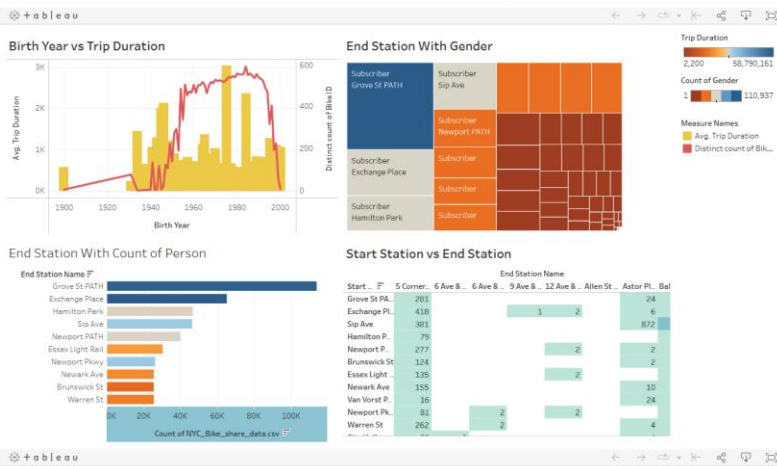 + a b | e a u
Birth Year vs Trip Duration
3K
2K
1K
0K
Avg. Trip Duration
600
400
200
0
Distinct count of BikeID
1900 1920 1940 1960 1980 2000
Birth Year
End Station With Gender
Subscriber
Grove St PATH
Subscriber
Sip Ave
Subscriber
Newport PATH
Subscriber
Exchange Place
Subscriber
Subscriber
Subscriber
Hamilton Park
Subscriber
Trip Duration
2,200 58,790,161
Count of Gender
1 110,937
Measure Names
Avg. Trip Duration
Distinct count of Bik...
End Station With Count of Person
End Station Name
Grove St PATH
Exchange Place
Hamilton Park
Sip Ave
Newport PATH
Essex Light Rail
Newport Pkwy
Newark Ave
Brunswick St
Warren St
0K 20K 40K 60K 80K 100K
Count of NYC_Bike_share_data.csv
Start Station vs End Station
End Station Name
Start .. 5 Corner.. 6 Ave & .. 6 Ave & .. 9 Ave & .. 12 Ave & .. Allen St .. Astor Pl.. Bal
Grove St PA.. 281 24
Exchange Pl.. 418 1 2 6
Sip Ave 381 872
Hamilton P.. 79
Newport P.. 277 2 2
Brunswick St 124 2
Essex Light .. 135 2
Newark Ave 155 10
Van Vorst P.. 16 24
Newport Pk.. 81 2 2
Warren St 262 2 4
+ a b | e a u